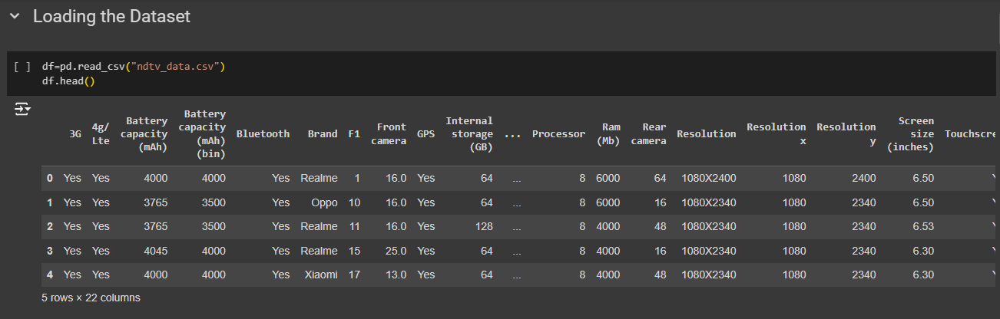 Loading the Dataset
[ ] df=pd.read_csv("ndtv_data.csv")
df.head()
3G 4g/ Lte Battery capacity (mAh) Battery capacity (mAh) (bin) Bluetooth Brand F1 Front camera GPS Internal storage (GB) ... Processor Ram (Mb) Rear camera Resolution Resolution x Resolution y Screen size (inches) Touchscre
0 Yes Yes 4000 4000 Yes Realme 1 16.0 Yes 64 ... 8 6000 64 1080X2400 1080 2400 6.50
1 Yes Yes 3765 3500 Yes Oppo 10 16.0 Yes 64 ... 8 6000 16 1080X2340 1080 2340 6.50
2 Yes Yes 3765 3500 Yes Realme 11 16.0 Yes 128 ... 8 4000 48 1080X2340 1080 2340 6.53
3 Yes Yes 4045 4000 Yes Realme 15 25.0 Yes 64 ... 8 4000 16 1080X2340 1080 2340 6.30
4 Yes Yes 4000 4000 Yes Xiaomi 17 13.0 Yes 64 ... 8 4000 48 1080X2340 1080 2340 6.30
5 rows × 22 columns